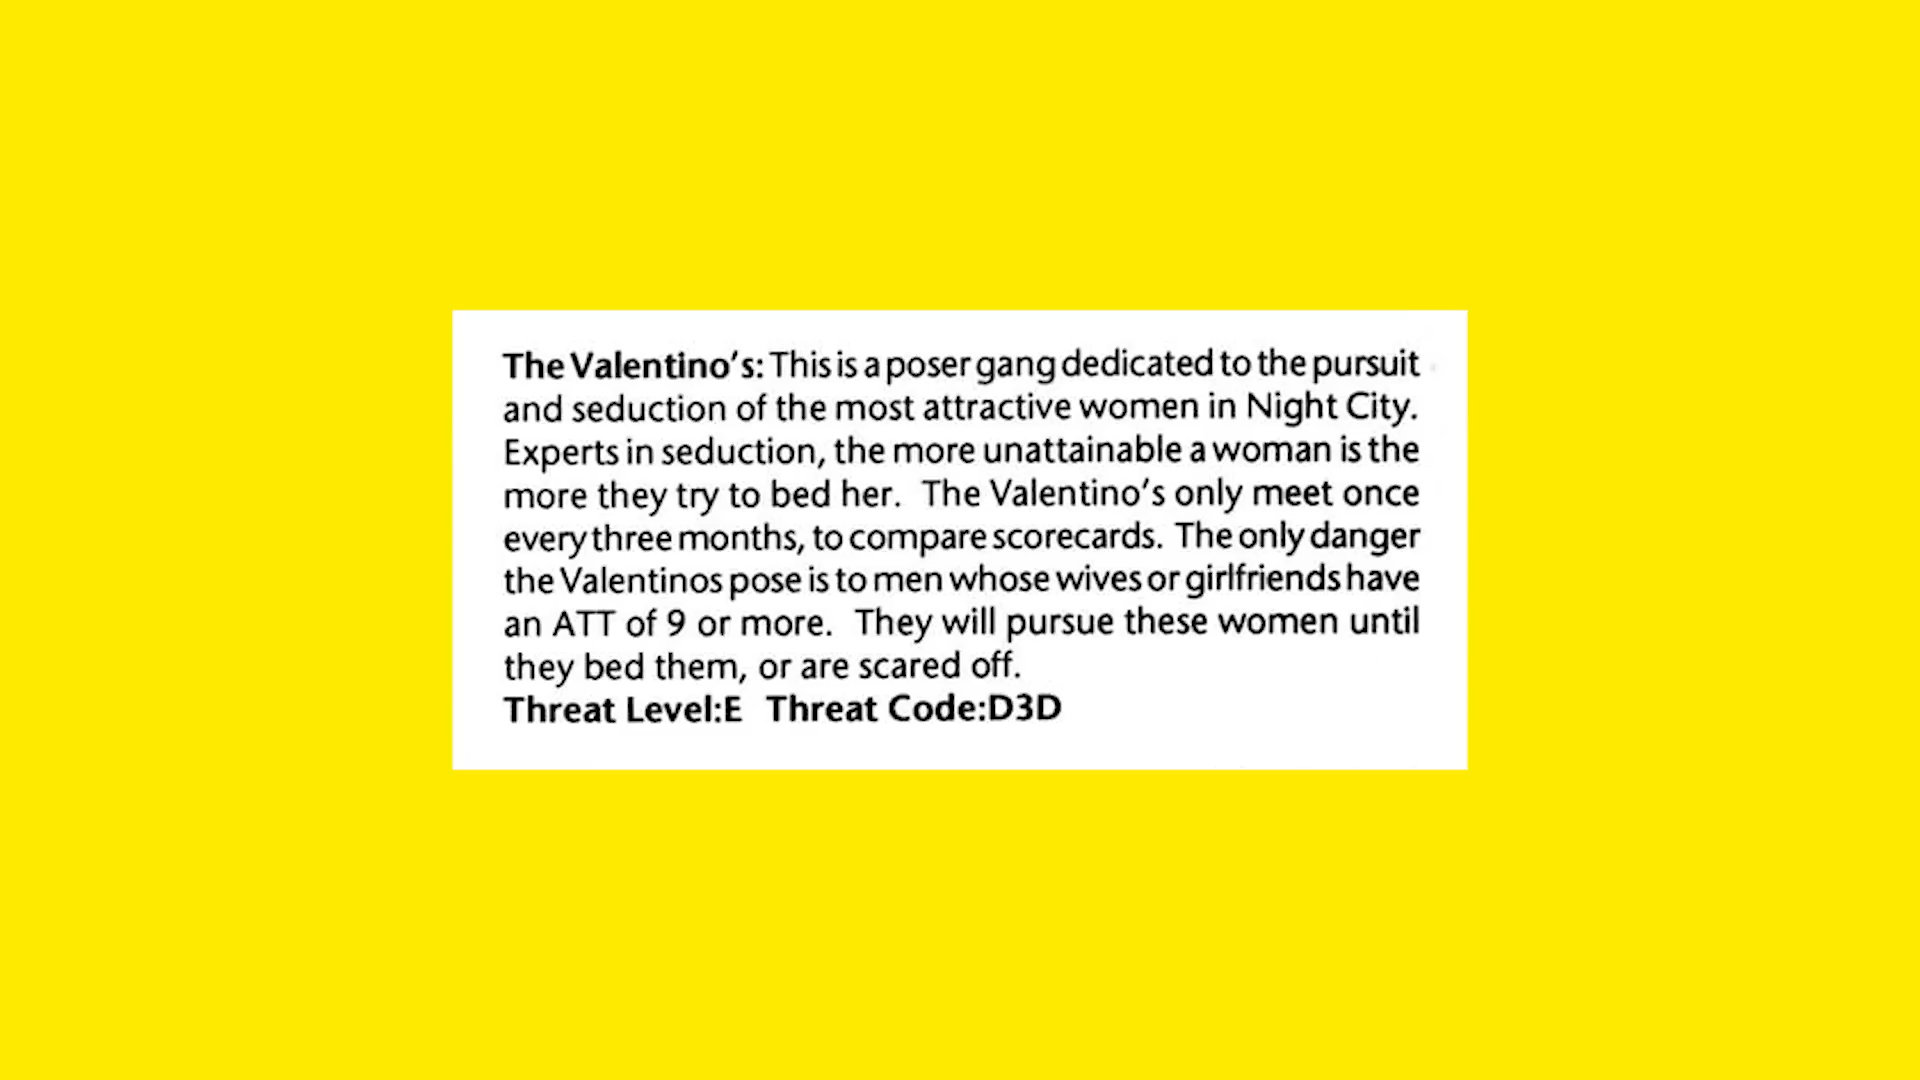 The Valentino's: This is a poser gang dedicated to the pursuit
and seduction of the most attractive women in Night City.
Experts in seduction, the more unattainable a woman is the
more they try to bed her. The Valentino's only meet once
every three months, to compare scorecards. The only danger
the Valentinos pose is to men whose wives or girlfriends have
an ATT of 9 or more. They will pursue these women until
they bed them, or are scared off.
Threat Level:E Threat Code:D3D